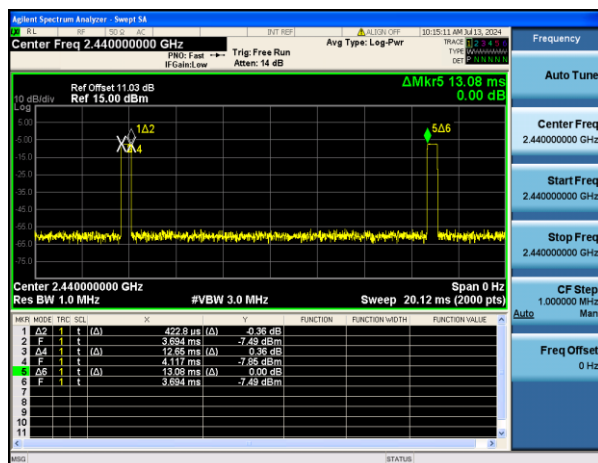 Agilent Spectrum Analyzer - Swept SA
RL RF 50 Ω AC INT REF ALIGN OFF 10:15:11 AM Jul 13, 2024
Center Freq 2.440000000 GHz
PNO: Fast
IFGain:Low
Trig: Free Run
Atten: 14 dB
Avg Type: Log-Pwr
TRACE 1 2 3 4 5 6
TYPE
DET P N N N N N
Frequency
ΔMkr5 13.08 ms
0.00 dB
Ref Offset 11.03 dB
10 dB/div Ref 15.00 dBm
Log
5.00
-5.00
-15.0
-25.0
-35.0
-45.0
-55.0
-65.0
-75.0
1Δ2
5Δ6
Center 2.440000000 GHz Span 0 Hz
Res BW 1.0 MHz #VBW 3.0 MHz Sweep 20.12 ms (2000 pts)
MKR MODE TRC SCL X Y FUNCTION FUNCTION WIDTH FUNCTION VALUE
1 Δ2 1 t (Δ) 422.8 µs (Δ) -0.36 dB
2 F 1 t 3.694 ms -7.49 dBm
3 Δ4 1 t (Δ) 12.65 ms (Δ) 0.36 dB
4 F 1 t 4.117 ms -7.85 dBm
5 Δ6 1 t (Δ) 13.08 ms (Δ) 0.00 dB
6 F 1 t 3.694 ms -7.49 dBm
7
8
9
10
11
MSG STATUS
Auto Tune
Center Freq
2.440000000 GHz
Start Freq
2.440000000 GHz
Stop Freq
2.440000000 GHz
CF Step
1.000000 MHz
Auto Man
Freq Offset
0 Hz